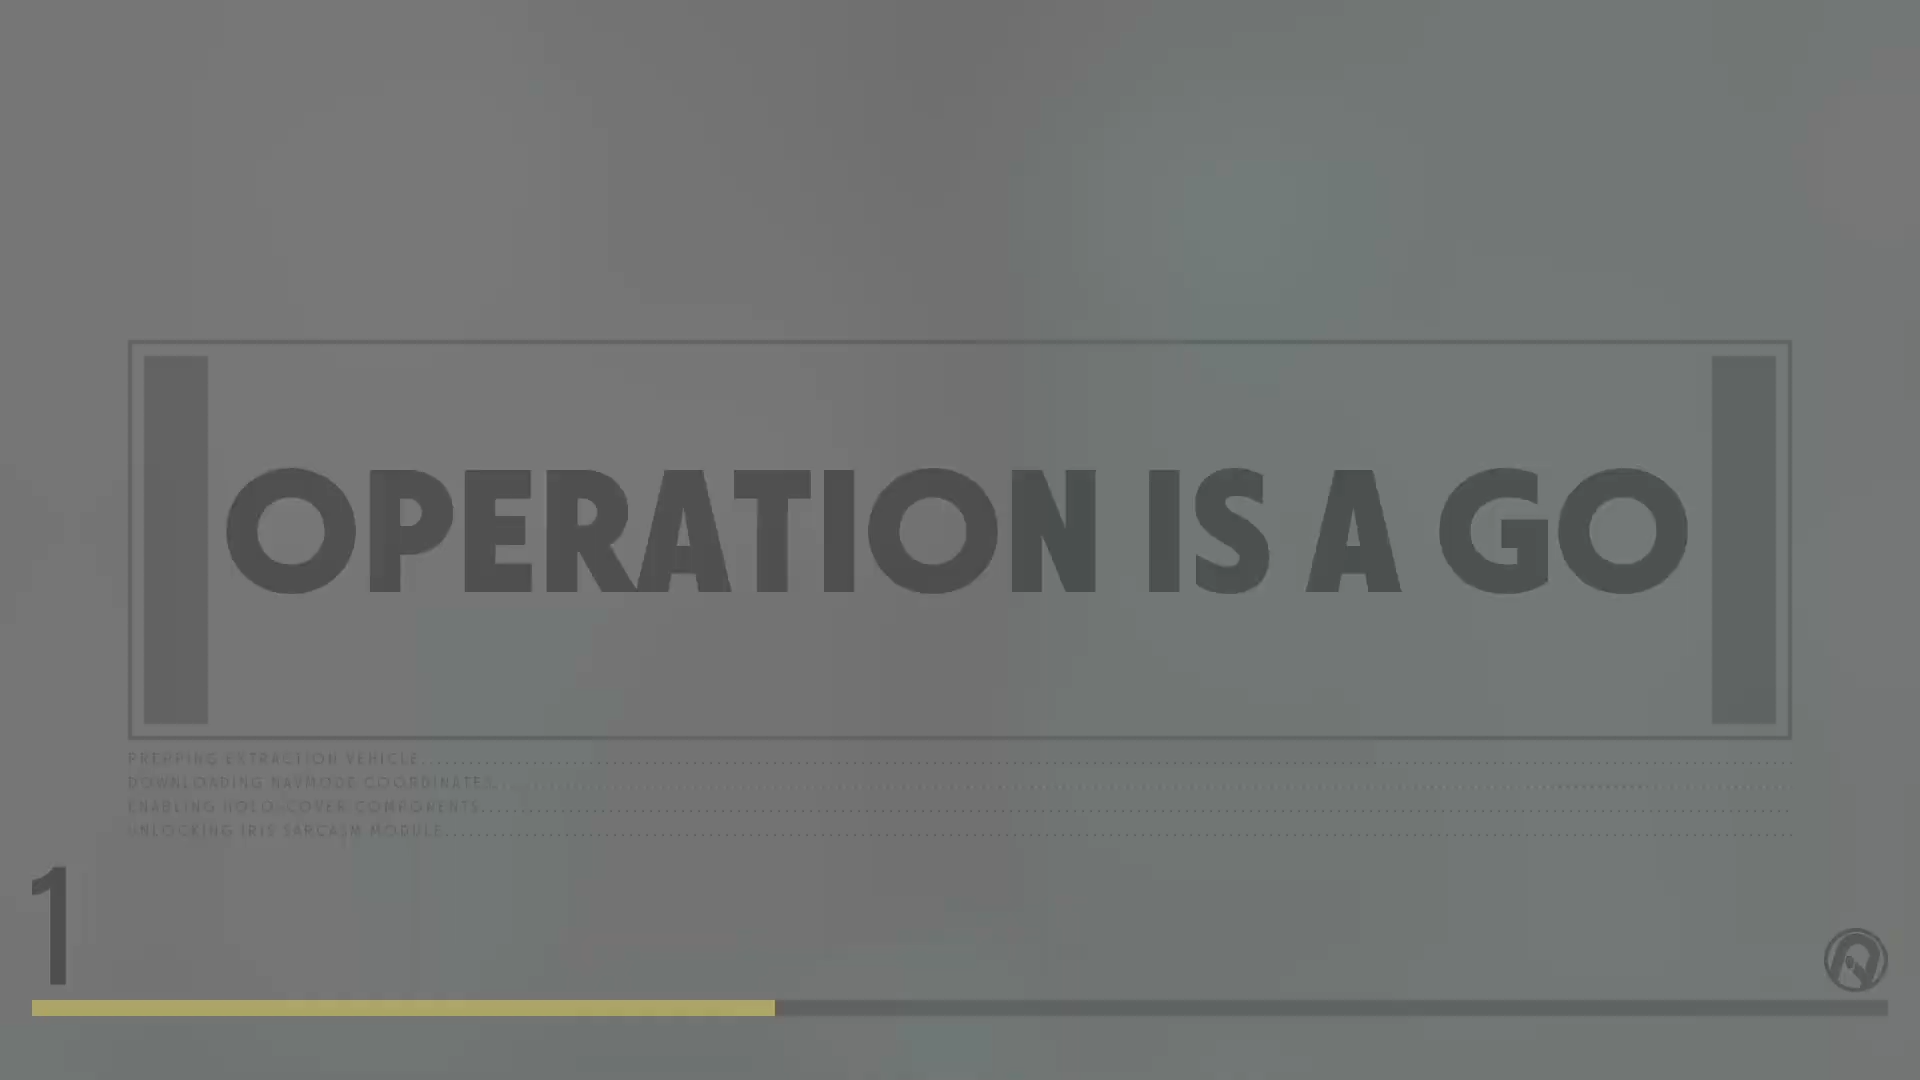 OPERATION IS A GO
PREPPING EXTRACTION VEHICLE
DOWNLOADING NAVMODE COORDINATES
ENABLING HOLO-COVER COMPONENTS
UNLOCKING IRIS SARCASM MODULE
1